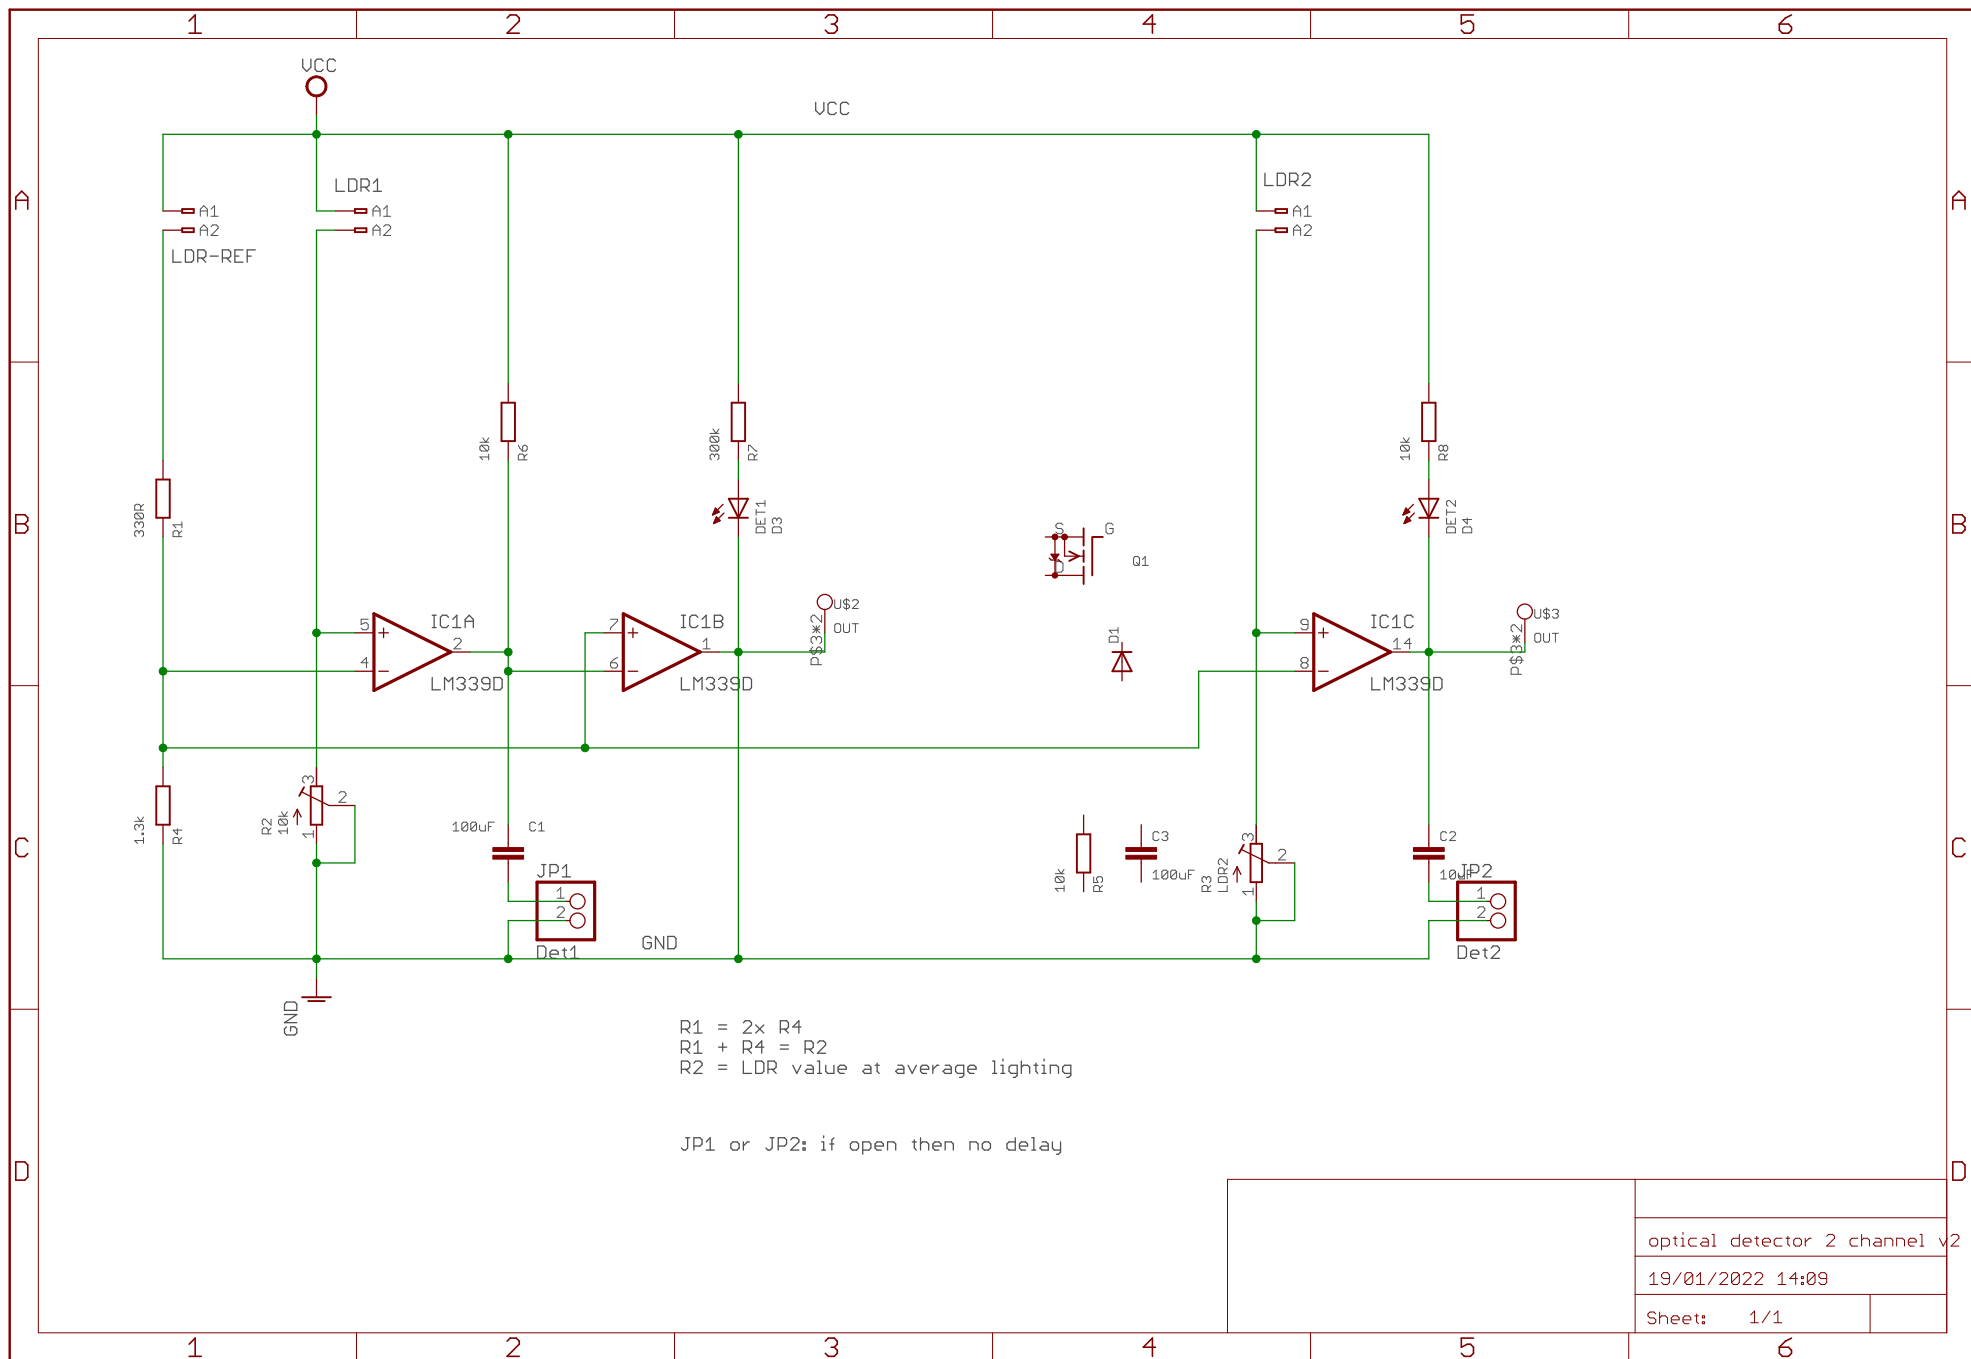 1 2 3 4 5 6
VCC
VCC
LDR1
LDR2
A
A
A1
A1
A1
A2
A2
A2
LDR-REF
10k
R6
300k
R7
10k
R8
330R
R1
B
B
DET1
D3
DET2
D4
S
G
D
Q1
5
+
4
-
2
IC1A
LM339D
7
+
6
-
1
IC1B
LM339D
U$2
OUT
P$3*2
D1
9
+
8
-
14
IC1C
LM339D
U$3
OUT
P$3*2
C
C
1.3k
R4
R2
10k
3
2
1
100uF
C1
JP1
1
2
Det1
GND
10k
R5
C3
100uF
R3
LDR2
3
2
1
C2
10uF
JP2
1
2
Det2
GND
R1 = 2x R4
R1 + R4 = R2
R2 = LDR value at average lighting
JP1 or JP2: if open then no delay
D
D
optical detector 2 channel v2
19/01/2022 14:09
Sheet: 1/1
1 2 3 4 5 6